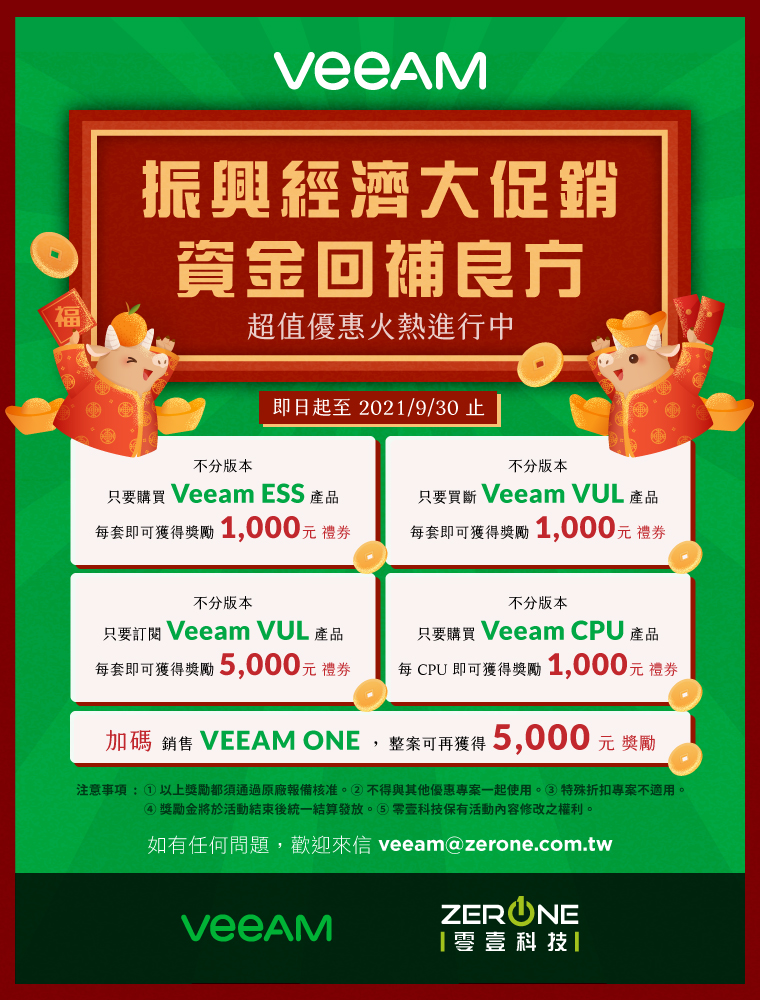 veeAM
振興經濟大促銷
資金回補良方
超值優惠火熱進行中
福
即日起至 2021/9/30 止
不分版本
只要購買 Veeam ESS 產品
每套即可獲得獎勵 1,000元 禮券
不分版本
只要買斷 Veeam VUL 產品
每套即可獲得獎勵 1,000元 禮券
不分版本
只要訂閱 Veeam VUL 產品
每套即可獲得獎勵 5,000元 禮券
不分版本
只要購買 Veeam CPU 產品
每 CPU 即可獲得獎勵 1,000元 禮券
加碼 銷售 VEEAM ONE ,整案可再獲得 5,000 元 獎勵
注意事項:① 以上獎勵都須通過原廠報備核准。② 不得與其他優惠專案一起使用。③ 特殊折扣專案不適用。
④ 獎勵金將於活動結束後統一結算發放。⑤ 零壹科技保有活動內容修改之權利。
如有任何問題,歡迎來信 veeam@zerone.com.tw
veeAM
ZERONE
零壹科技